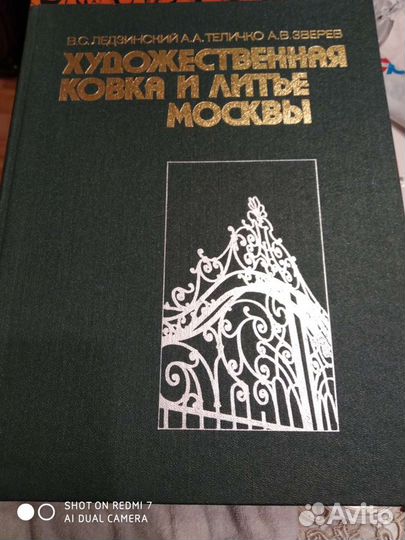 В.С. ЛЕДЗИНСКИЙ А.А. ТЕЛИЧКО А.В. ЗВЕРЕВ
ХУДОЖЕСТВЕННАЯ
КОВКА И ЛИТЬЕ
МОСКВЫ
SHOT ON REDMI 7
AI DUAL CAMERA
Avito